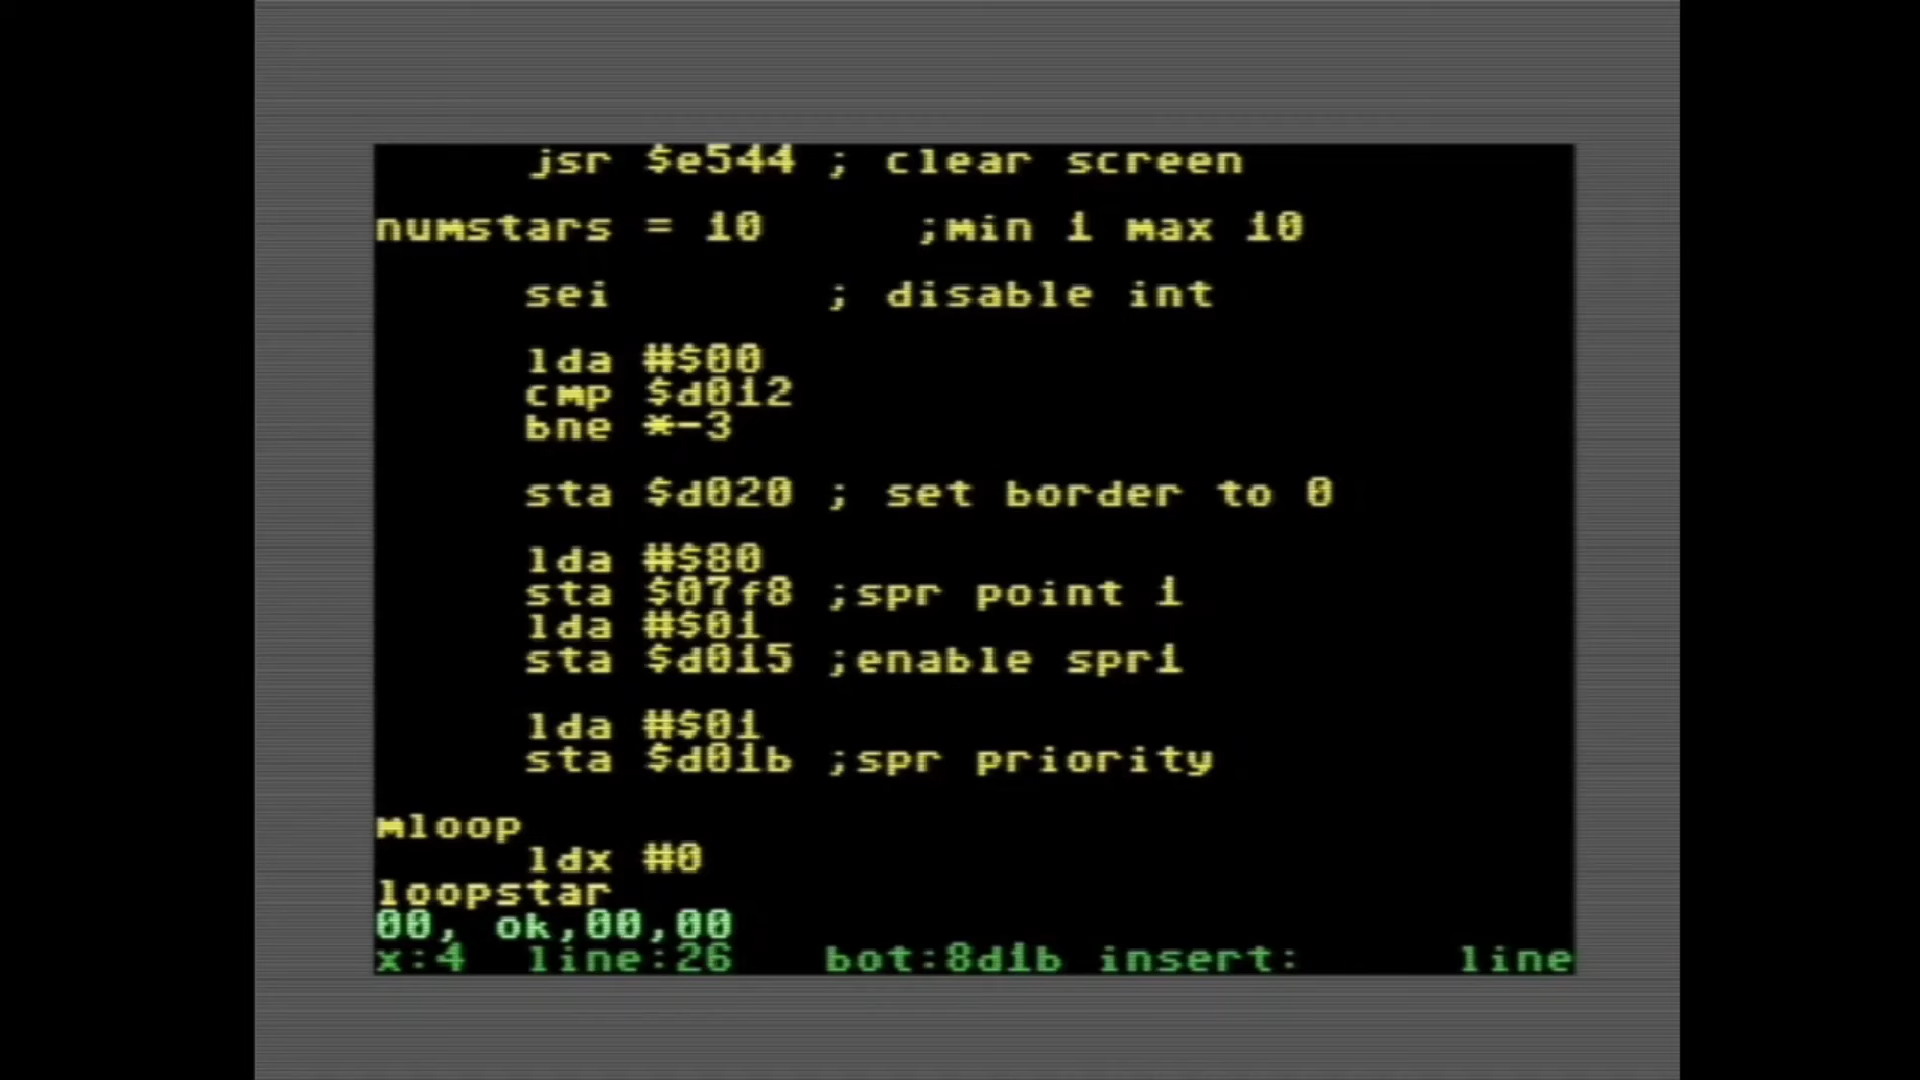 jsr $e544 ; clear screen
numstars = 10 ;min 1 max 10
sei ; disable int
lda #$00
cmp $d012
bne *-3
sta $d020 ; set border to 0
lda #$80
sta $07f8 ;spr point 1
lda #$01
sta $d015 ;enable spr1
lda #$01
sta $d01b ;spr priority
mloop
ldx #0
loopstar
00, ok,00,00
x:4 line:26 bot:8d1b insert: line